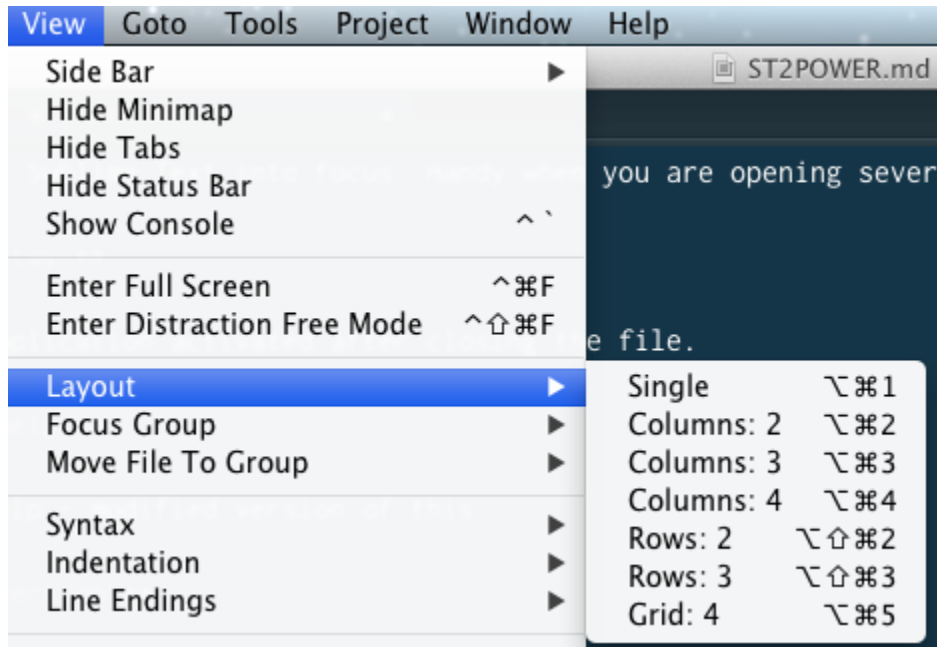 View Goto Tools Project Window Help
ST2POWER.md
Side Bar ▶
Hide Minimap
Hide Tabs
Hide Status Bar
Show Console ^`
Enter Full Screen ^⌘F
Enter Distraction Free Mode ^⇧⌘F
Layout ▶
Focus Group ▶
Move File To Group ▶
Syntax ▶
Indentation ▶
Line Endings ▶
you are opening sever
e file.
Single ⌥⌘1
Columns: 2 ⌥⌘2
Columns: 3 ⌥⌘3
Columns: 4 ⌥⌘4
Rows: 2 ⌥⇧⌘2
Rows: 3 ⌥⇧⌘3
Grid: 4 ⌥⌘5